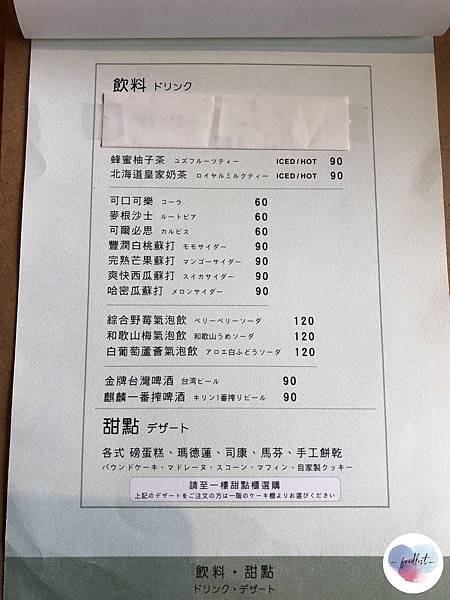 飲料 ドリンク
蜂蜜柚子茶 ユズフルーツティー ICED/HOT 90
北海道皇家奶茶 ロイヤルミルクティー ICED/HOT 90
可口可樂 コーラ 60
麥根沙士 ルートビア 60
可爾必思 カルピス 60
豐潤白桃蘇打 モモサイダー 90
完熟芒果蘇打 マンゴーサイダー 90
爽快西瓜蘇打 スイカサイダー 90
哈密瓜蘇打 メロンサイダー 90
綜合野莓氣泡飲 ベリーベリーソーダ 120
和歌山梅氣泡飲 和歌山うめソーダ 120
白葡萄蘆薈氣泡飲 アロエ白ぶどうソーダ 120
金牌台灣啤酒 台湾ビール 90
麒麟一番搾啤酒 キリン1番搾りビール 90
甜點 デザート
各式 磅蛋糕、瑪德蓮、司康、馬芬、手工餅乾
パウンドケーキ、マドレーヌ、スコーン、マフィン、自家製クッキー
請至一樓甜點櫃選購
上記のデザートをご注文の方は一階のケーキ棚よりお選びください
飲料・甜點
ドリンク・デザート
foodfest